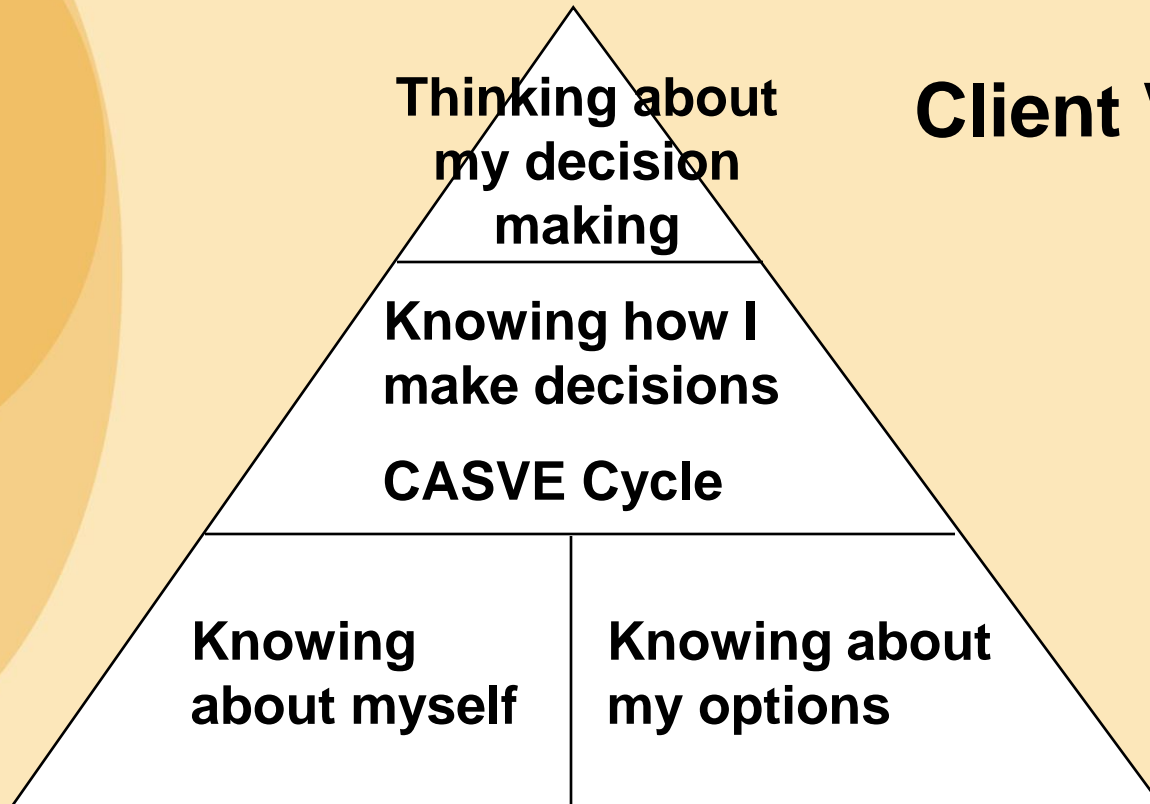 Thinking about
my decision
making
Client
Knowing how I
make decisions
CASVE Cycle
Knowing
about myself
Knowing about
my options